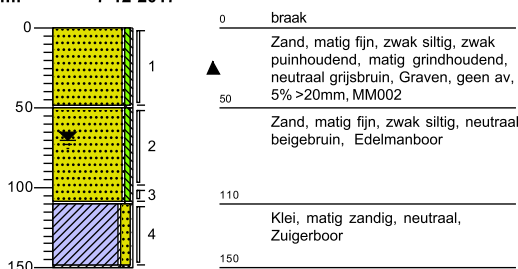 0
50
100
150
1
2
3
4
0 braak
Zand, matig fijn, zwak siltig, zwak
puinhoudend, matig grindhoudend,
neutraal grijsbruin, Graven, geen av,
5% >20mm, MM002
50
Zand, matig fijn, zwak siltig, neutraal
beigebruin, Edelmanboor
110
Klei, matig zandig, neutraal,
Zuigerboor
150